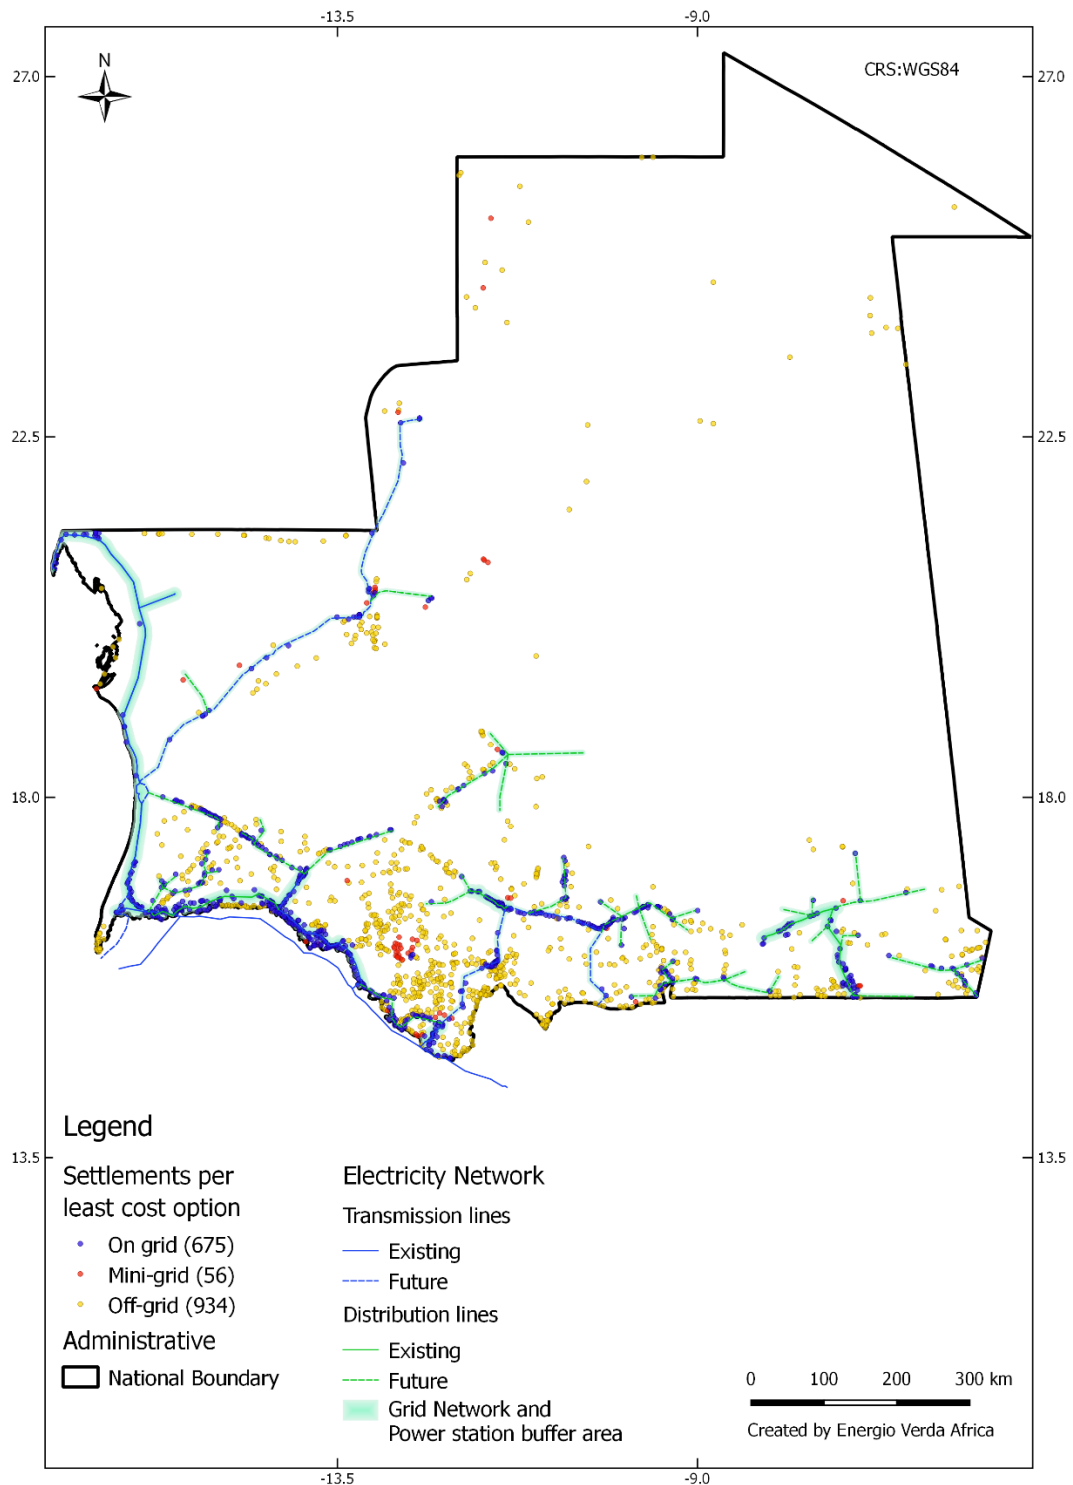 -13.5
-9.0
N
CRS:WGS84
27.0
27.0
22.5
22.5
18.0
18.0
13.5
13.5
Legend
Settlements per
least cost option
On grid (675)
Mini-grid (56)
Off-grid (934)
Administrative
National Boundary
Electricity Network
Transmission lines
Existing
Future
Distribution lines
Existing
Future
Grid Network and
Power station buffer area
0 100 200 300 km
Created by Energio Verda Africa
-13.5
-9.0